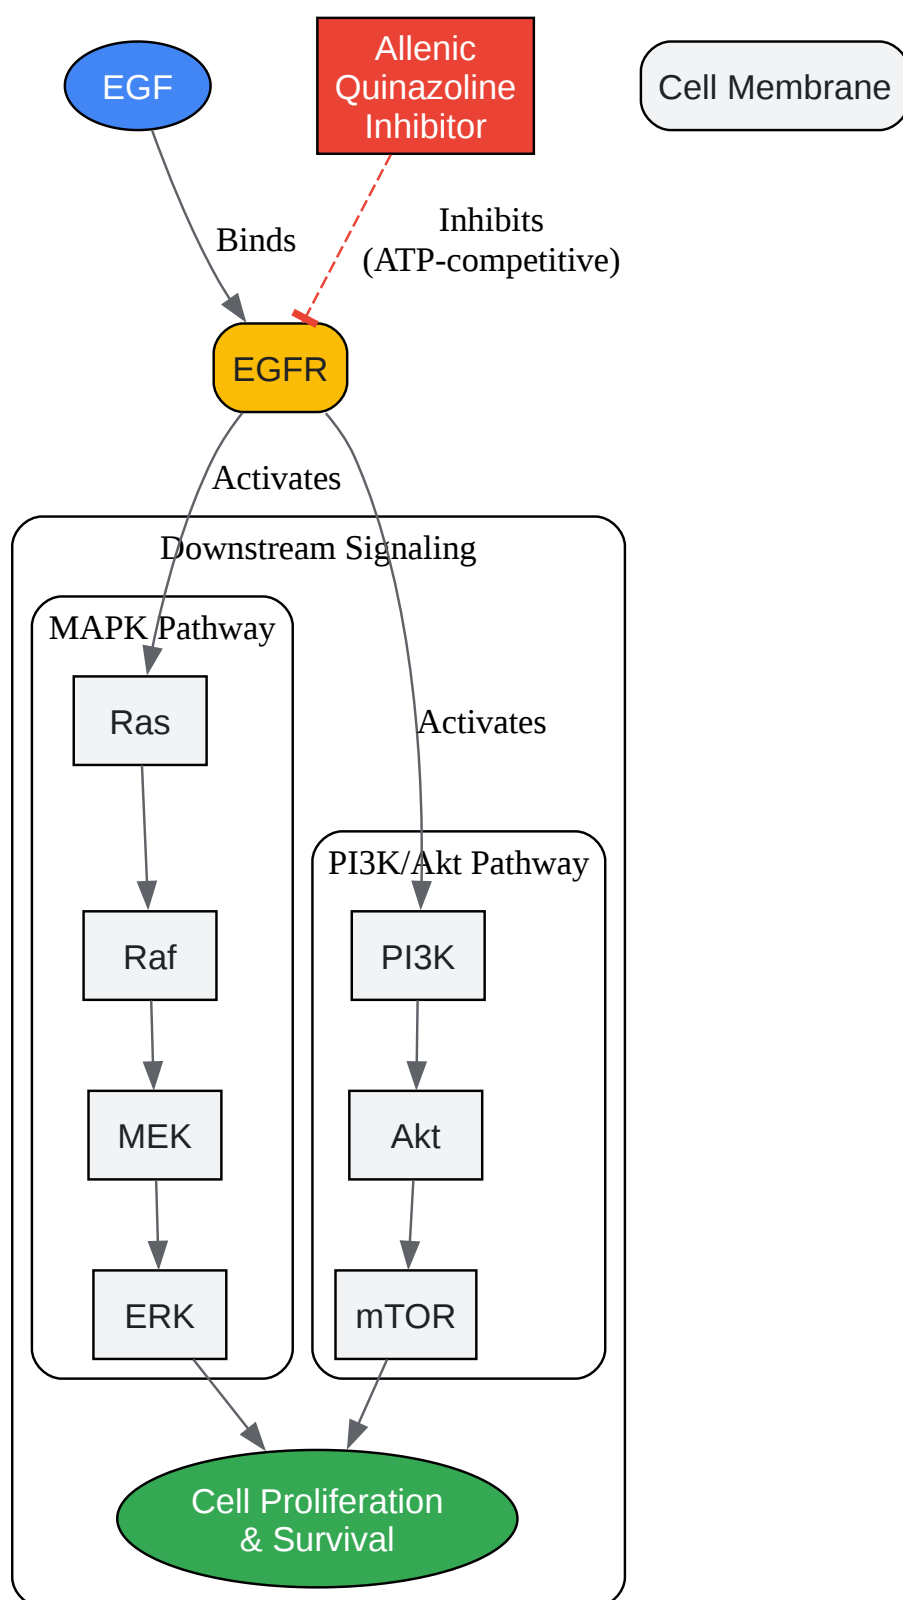 EGF
Allenic
Quinazoline
Inhibitor
Cell Membrane
Binds
Inhibits
(ATP-competitive)
EGFR
Activates
Downstream Signaling
MAPK Pathway
Ras
Activates
PI3K/Akt Pathway
Raf
PI3K
MEK
Akt
ERK
mTOR
Cell Proliferation
& Survival